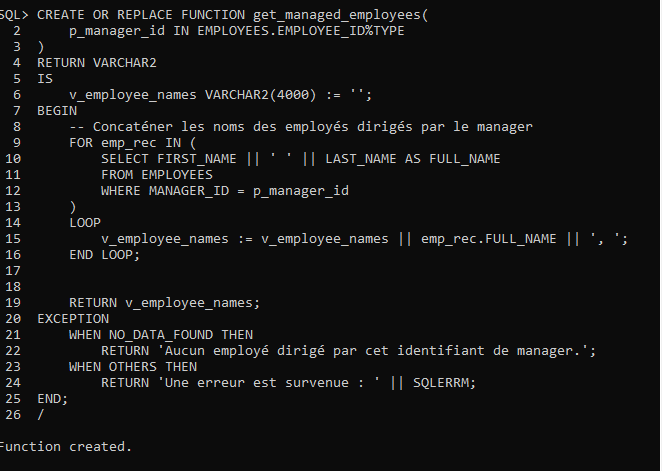 SQL> CREATE OR REPLACE FUNCTION get_managed_employees(
  2      p_manager_id IN EMPLOYEES.EMPLOYEE_ID%TYPE
  3  )
  4  RETURN VARCHAR2
  5  IS
  6      v_employee_names VARCHAR2(4000) := '';
  7  BEGIN
  8      -- Concaténer les noms des employés dirigés par le manager
  9      FOR emp_rec IN (
 10          SELECT FIRST_NAME || ' ' || LAST_NAME AS FULL_NAME
 11          FROM EMPLOYEES
 12          WHERE MANAGER_ID = p_manager_id
 13      )
 14      LOOP
 15          v_employee_names := v_employee_names || emp_rec.FULL_NAME || ', ';
 16      END LOOP;
 17
 18
 19      RETURN v_employee_names;
 20  EXCEPTION
 21      WHEN NO_DATA_FOUND THEN
 22          RETURN 'Aucun employé dirigé par cet identifiant de manager.';
 23      WHEN OTHERS THEN
 24          RETURN 'Une erreur est survenue : ' || SQLERRM;
 25  END;
 26  /
Function created.